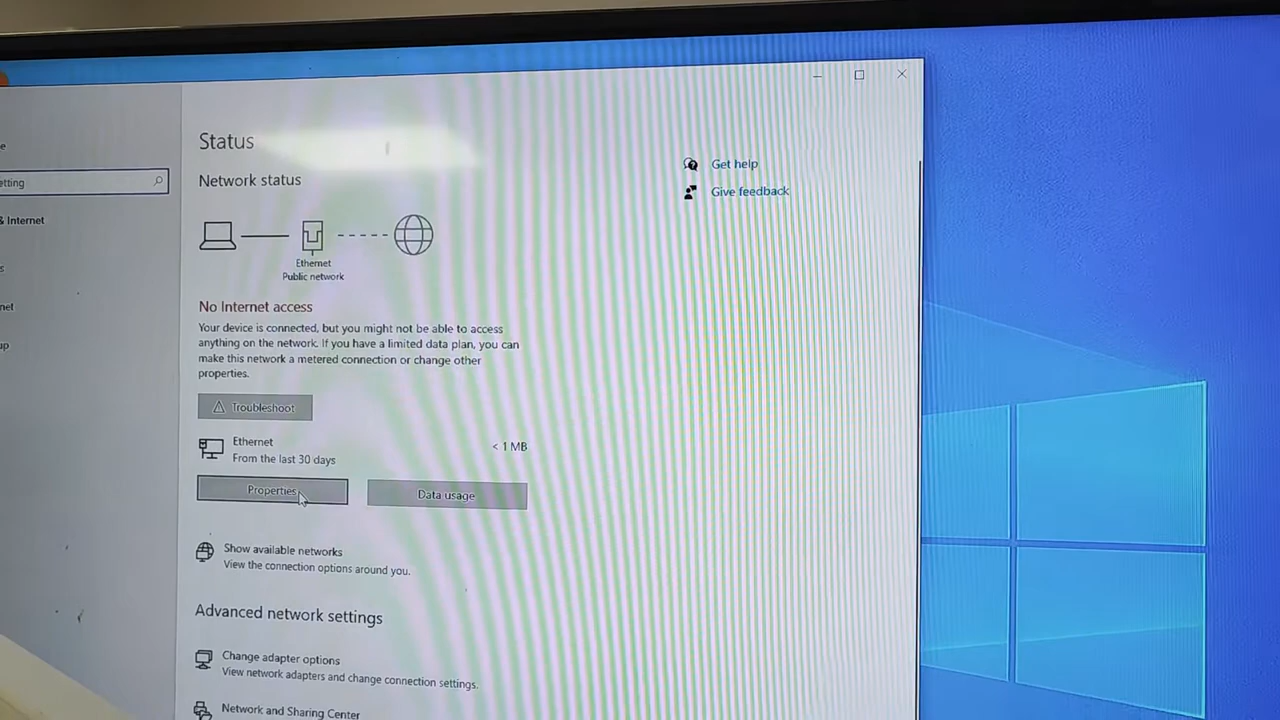 Status
Get help
Give feedback
etting
Network status
& Internet
Ethernet
Public network
No Internet access
Your device is connected, but you might not be able to access
anything on the network. If you have a limited data plan, you can
make this network a metered connection or change other
properties.
Troubleshoot
Ethernet
From the last 30 days
< 1 MB
Properties
Data usage
Show available networks
View the connection options around you.
Advanced network settings
Change adapter options
View network adapters and change connection settings.
Network and Sharing Center